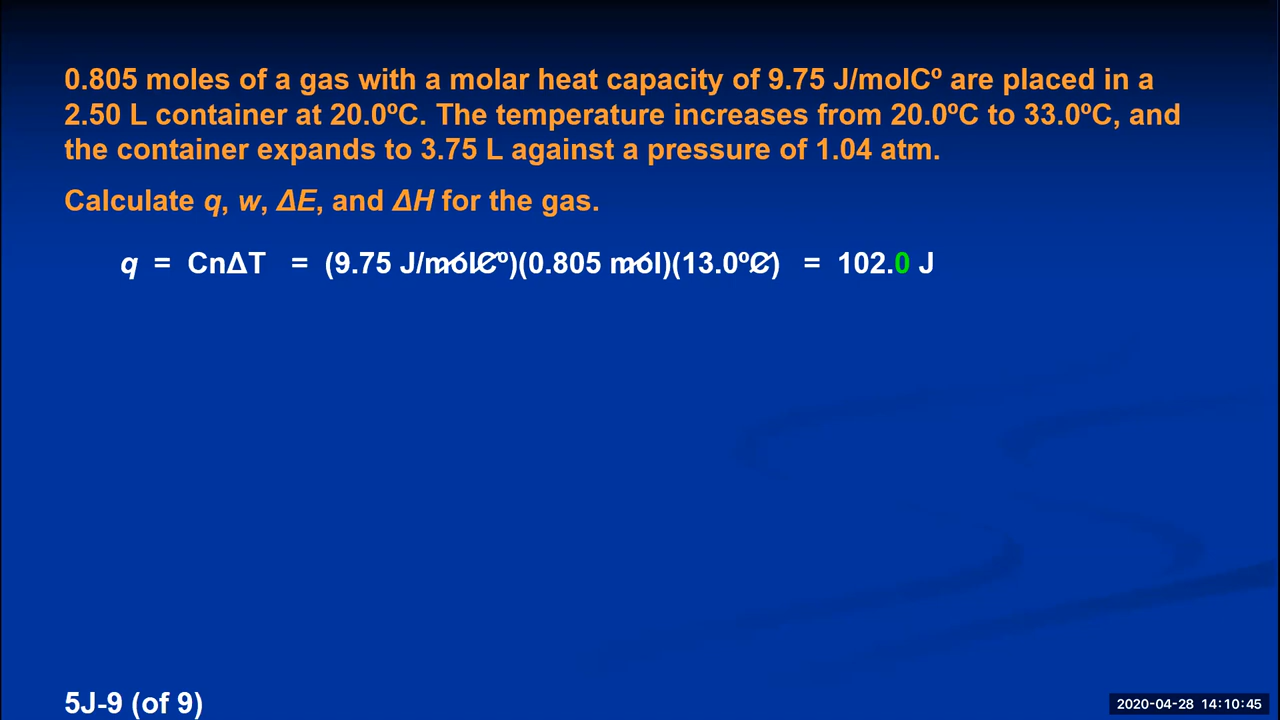 0.805 moles of a gas with a molar heat capacity of 9.75 J/molCº are placed in a
2.50 L container at 20.0ºC. The temperature increases from 20.0ºC to 33.0ºC, and
the container expands to 3.75 L against a pressure of 1.04 atm.
Calculate q, w, ΔE, and ΔH for the gas.
q = CnΔT = (9.75 J/molCº)(0.805 mol)(13.0ºC) = 102.0 J
5J-9 (of 9)
2020-04-28 14:10:45